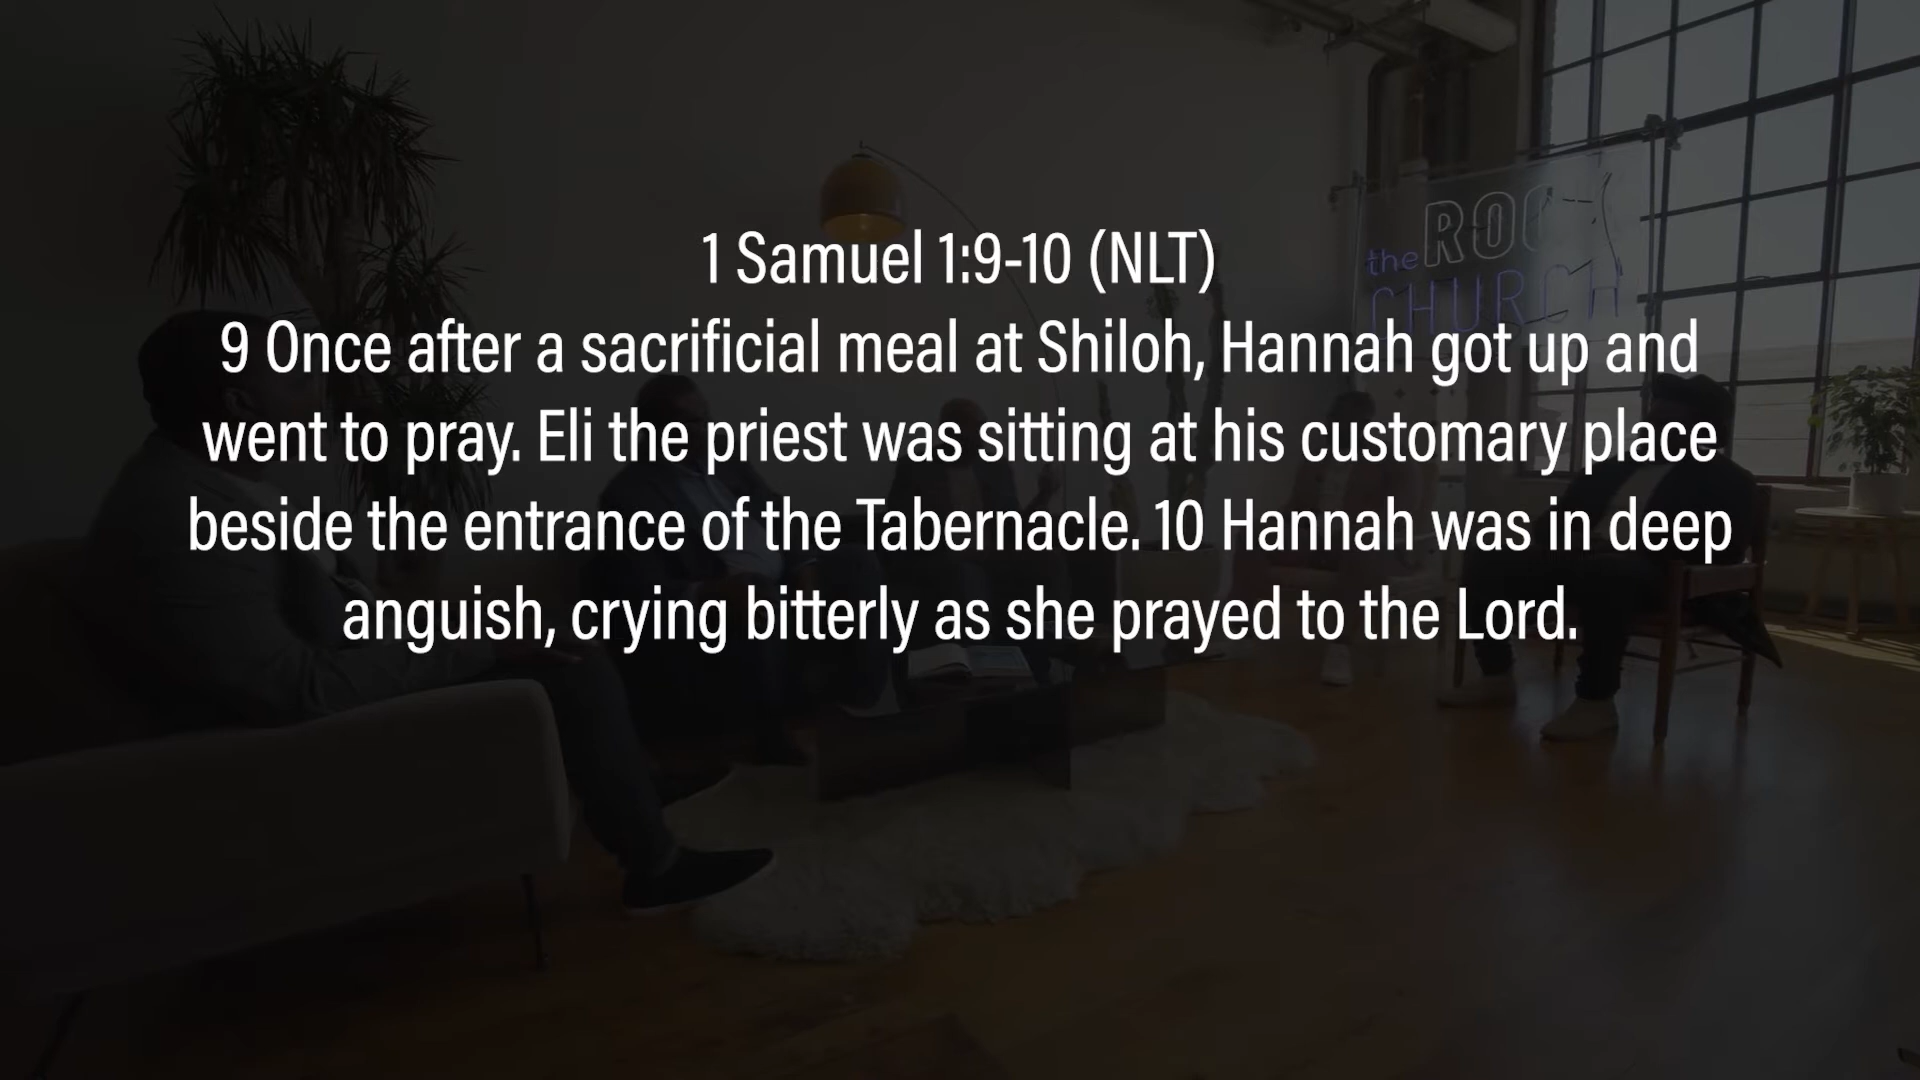 1 Samuel 1:9-10 (NLT)
9 Once after a sacrificial meal at Shiloh, Hannah got up and
went to pray. Eli the priest was sitting at his customary place
beside the entrance of the Tabernacle. 10 Hannah was in deep
anguish, crying bitterly as she prayed to the Lord.
the
CHURCH